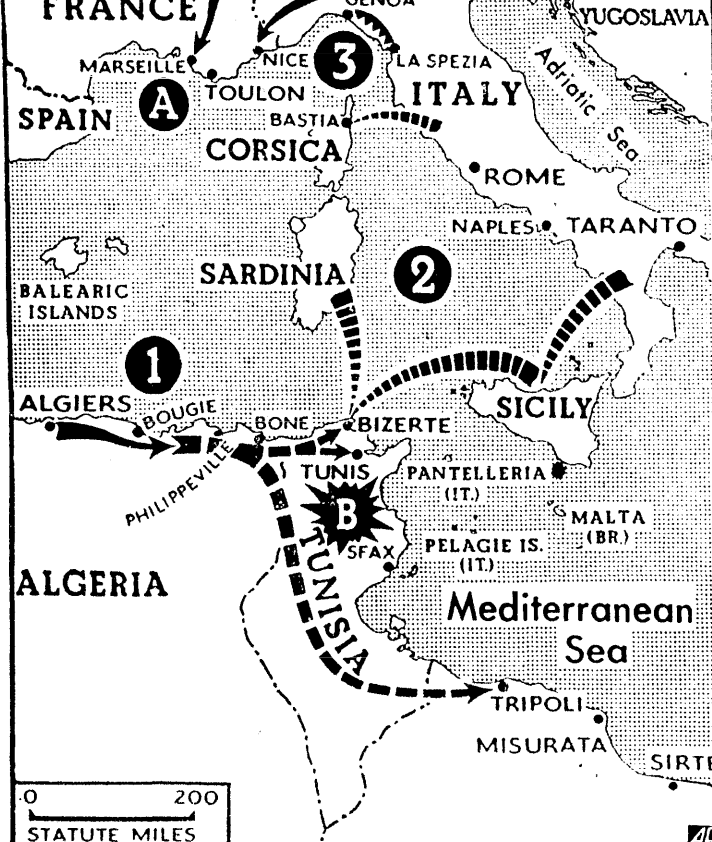 FRANCE
GENOA
YUGOSLAVIA
MARSEILLE
NICE
3
LA SPEZIA
Adriatic Sea
A
TOULON
ITALY
SPAIN
BASTIA
CORSICA
ROME
NAPLES
TARANTO
SARDINIA
2
BALEARIC
ISLANDS
1
ALGIERS
BOUGIE
SICILY
BONE
BIZERTE
PHILIPPEVILLE
TUNIS
PANTELLERIA
(IT.)
B
MALTA
(BR.)
SFAX
PELAGIE IS.
(IT.)
ALGERIA
TUNISIA
Mediterranean
Sea
TRIPOLI
MISURATA
SIRTE
0 200
STATUTE MILES